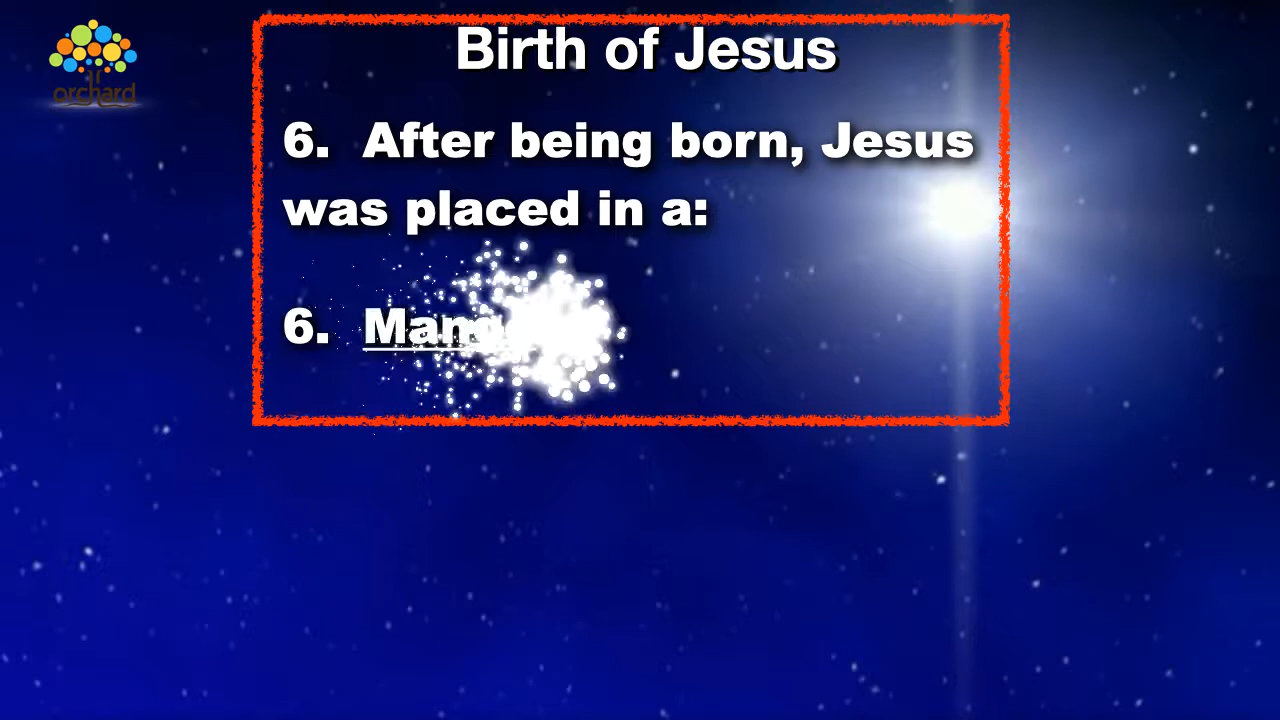 orchard
Birth of Jesus
6. After being born, Jesus
was placed in a:
6.